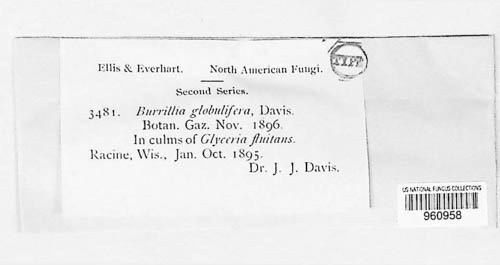 Ellis & Everhart. North American Fungi.
TYPE
Second Series.
3481. Burrillia globulifera, Davis.
Botan. Gaz. Nov. 1896.
In culms of Glyceria fluitans.
Racine, Wis., Jan. Oct. 1895.
Dr. J. J. Davis.
US NATIONAL FUNGUS COLLECTIONS
960958